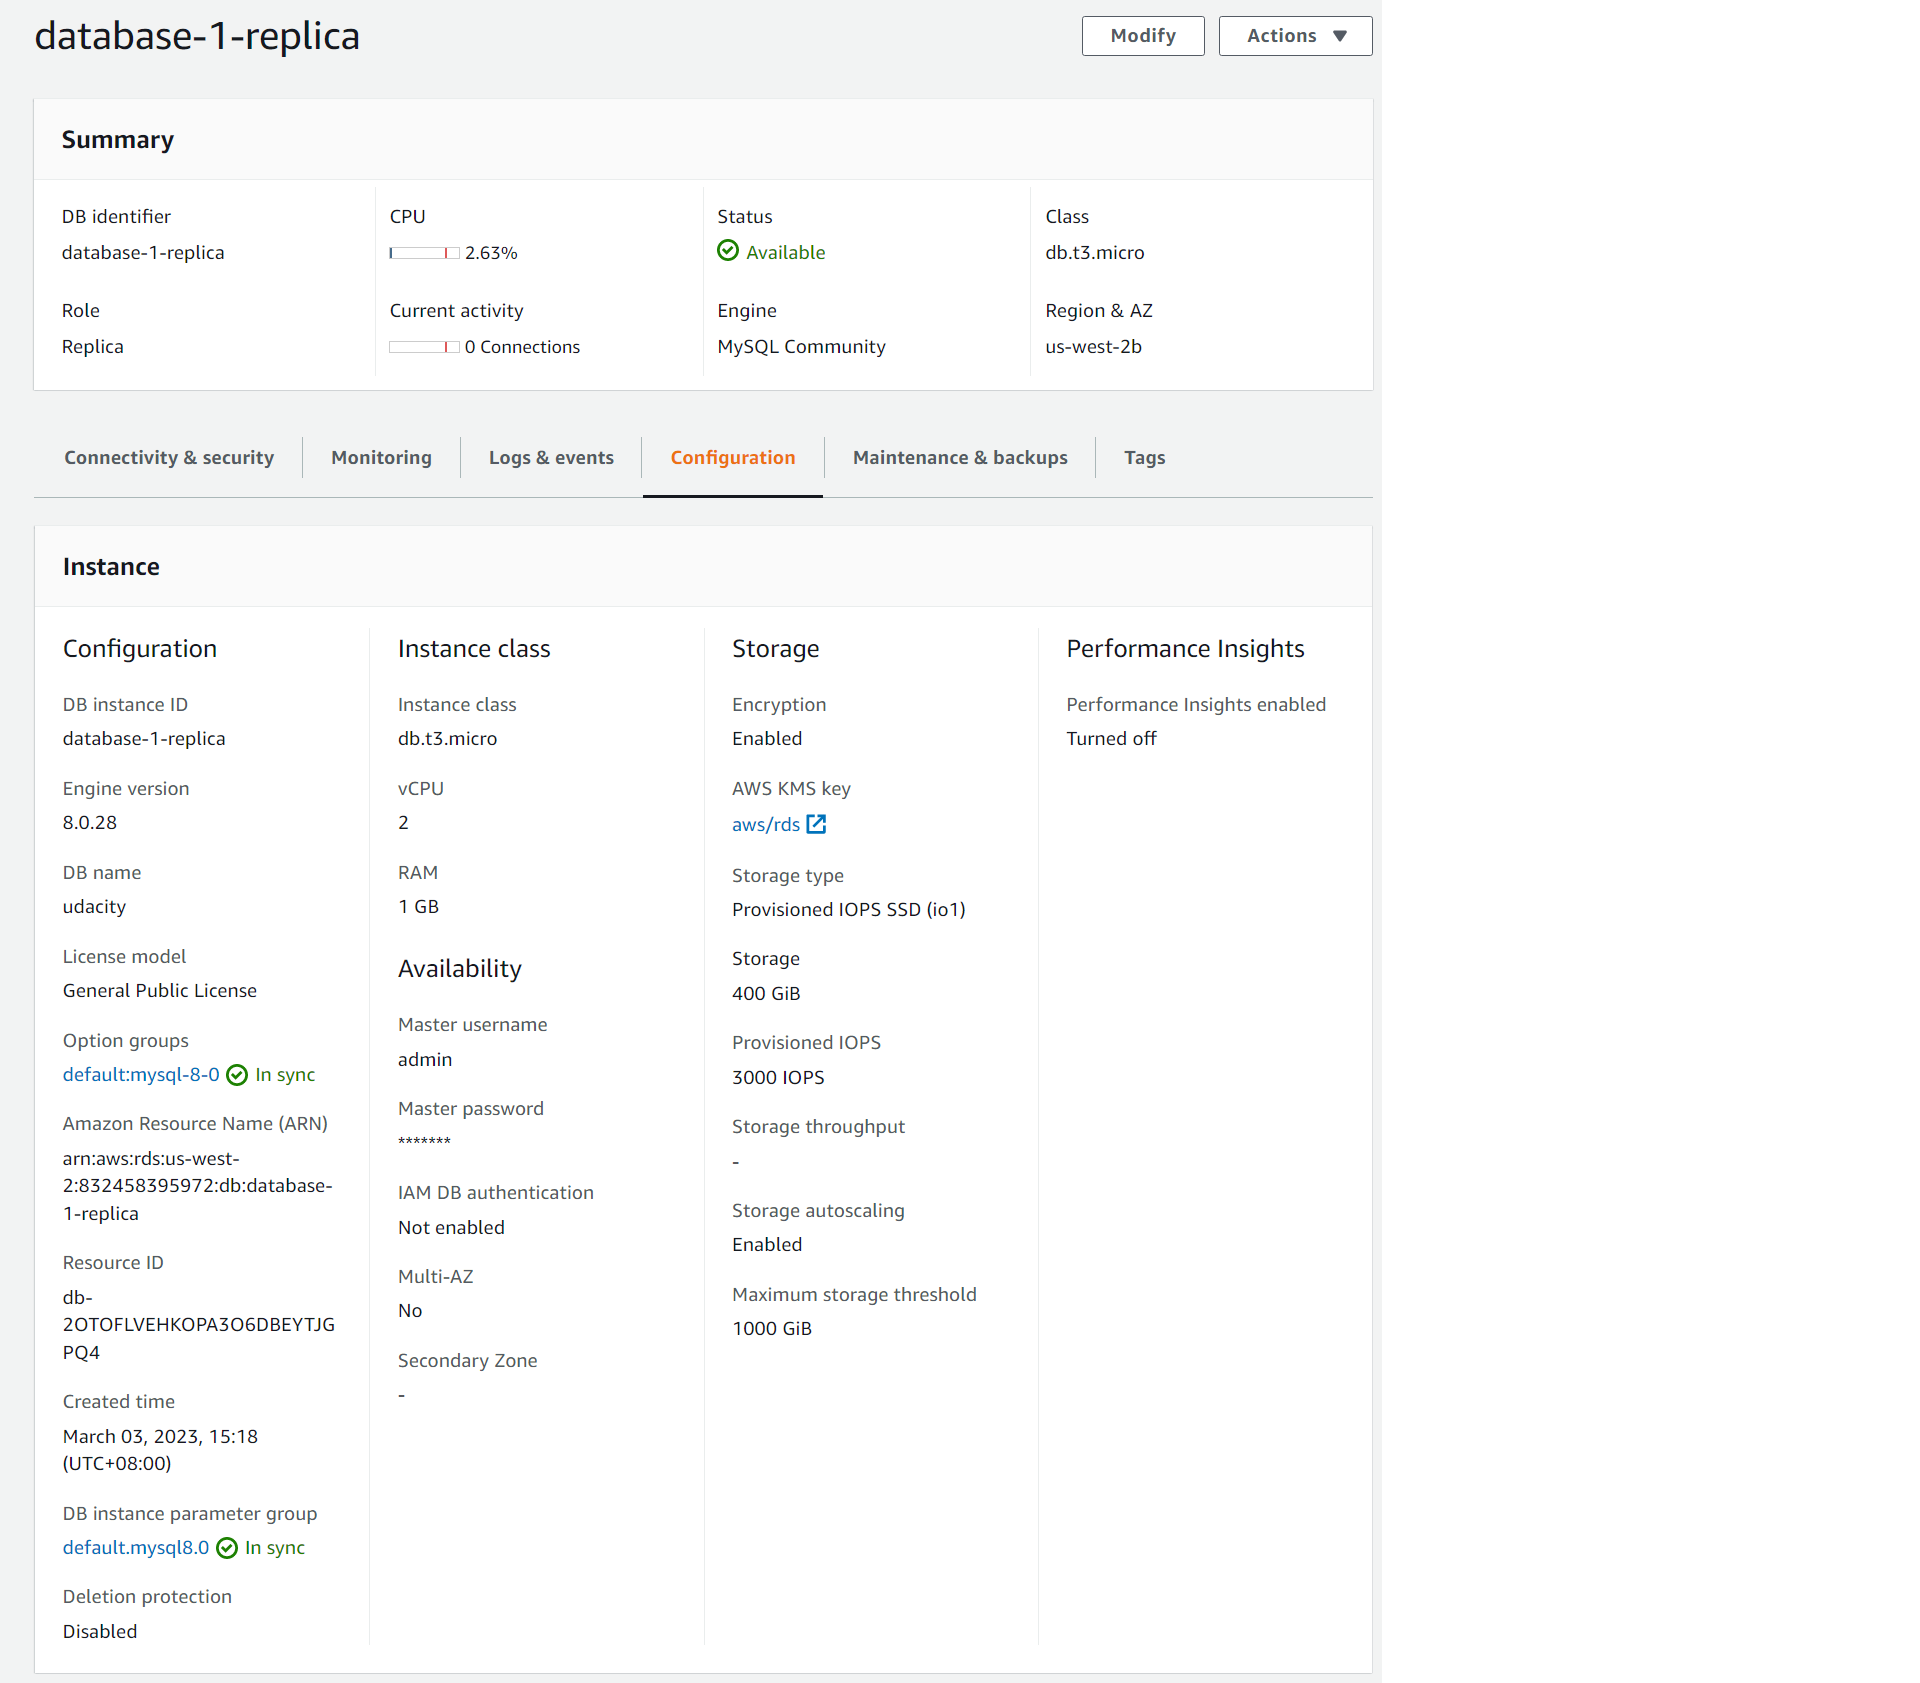 database-1-replica
Modify
Actions
Summary
DB identifier
database-1-replica
CPU
2.63%
Status
Available
Class
db.t3.micro
Role
Replica
Current activity
0 Connections
Engine
MySQL Community
Region & AZ
us-west-2b
Connectivity & security
Monitoring
Logs & events
Configuration
Maintenance & backups
Tags
Instance
Configuration
DB instance ID
database-1-replica
Engine version
8.0.28
DB name
udacity
License model
General Public License
Option groups
default:mysql-8-0 In sync
Amazon Resource Name (ARN)
arn:aws:rds:us-west-
2:832458395972:db:database-
1-replica
Resource ID
db-
2OTOFLVEHKOPA3O6DBEYTJG
PQ4
Created time
March 03, 2023, 15:18
(UTC+08:00)
DB instance parameter group
default.mysql8.0 In sync
Deletion protection
Disabled
Instance class
Instance class
db.t3.micro
vCPU
2
RAM
1 GB
Availability
Master username
admin
Master password
*******
IAM DB authentication
Not enabled
Multi-AZ
No
Secondary Zone
-
Storage
Encryption
Enabled
AWS KMS key
aws/rds
Storage type
Provisioned IOPS SSD (io1)
Storage
400 GiB
Provisioned IOPS
3000 IOPS
Storage throughput
-
Storage autoscaling
Enabled
Maximum storage threshold
1000 GiB
Performance Insights
Performance Insights enabled
Turned off